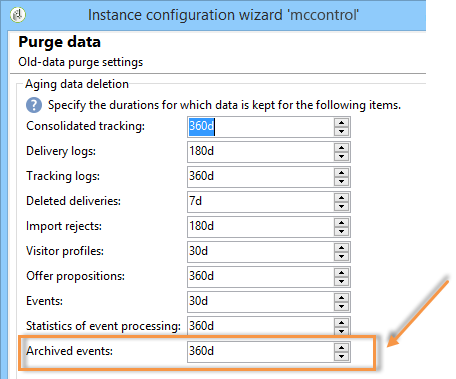 Instance configuration wizard 'mccontrol'
Purge data
Old-data purge settings
Aging data deletion
? Specify the durations for which data is kept for the following items.
Consolidated tracking: 360d
Delivery logs: 180d
Tracking logs: 360d
Deleted deliveries: 7d
Import rejects: 180d
Visitor profiles: 30d
Offer propositions: 360d
Events: 30d
Statistics of event processing: 360d
Archived events: 360d